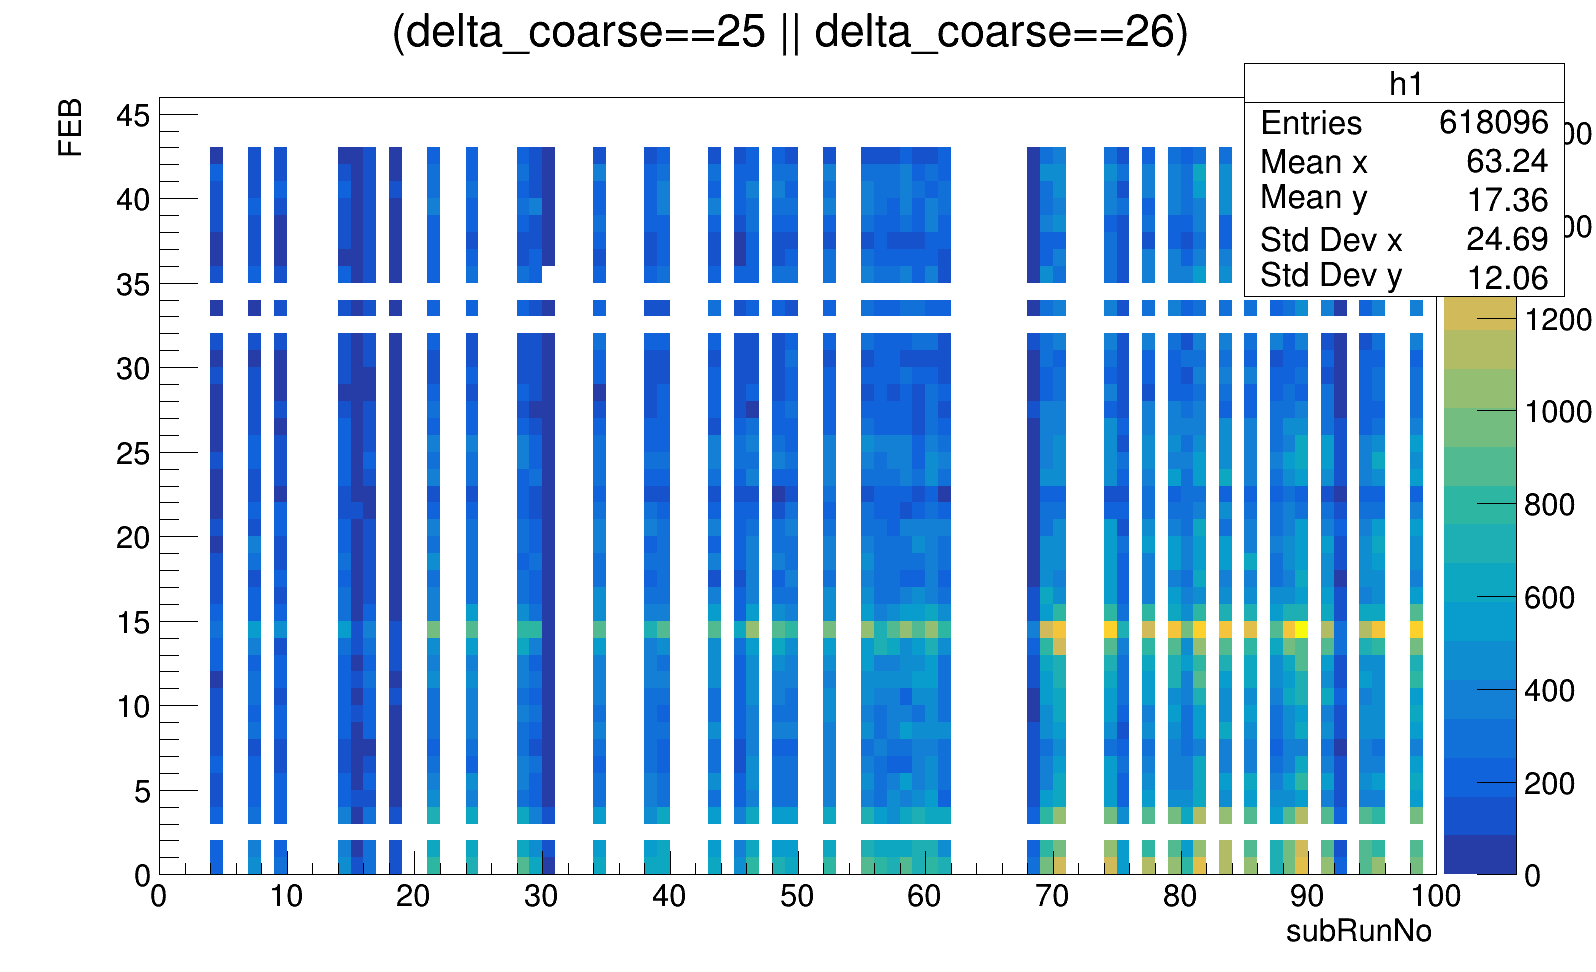 (delta_coarse==25 || delta_coarse==26)
h1
Entries 618096
Mean x 63.24
Mean y 17.36
Std Dev x 24.69
Std Dev y 12.06
FEB
45
40
35
30
25
20
15
10
5
0
0 10 20 30 40 50 60 70 80 90 100
subRunNo
1200
1000
800
600
400
200
0